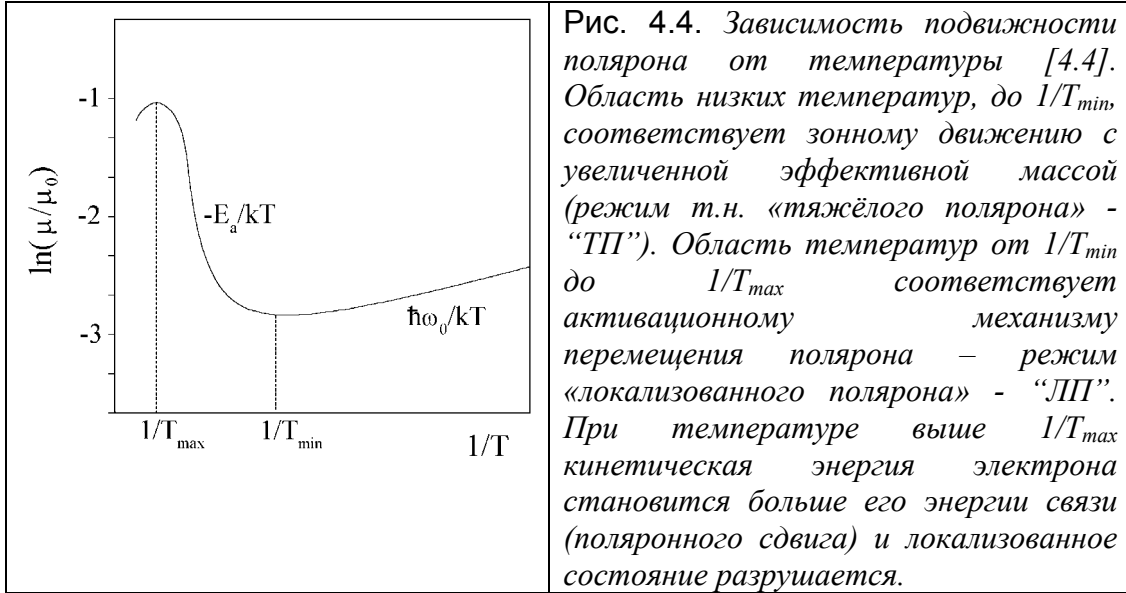 -1
-2
-3
ln(μ/μ₀)
-Eₐ/kT
ħω₀/kT
1/Tₘₐₓ
1/Tₘᵢₙ
1/T
Рис. 4.4. Зависимость подвижности
полярона от температуры [4.4].
Область низких температур, до 1/Tₘᵢₙ,
соответствует зонному движению с
увеличенной эффективной массой
(режим т.н. «тяжёлого полярона» -
“ТП”). Область температур от 1/Tₘᵢₙ
до 1/Tₘₐₓ соответствует
активационному механизму
перемещения полярона – режим
«локализованного полярона» - “ЛП”.
При температуре выше 1/Tₘₐₓ
кинетическая энергия электрона
становится больше его энергии связи
(поляронного сдвига) и локализованное
состояние разрушается.